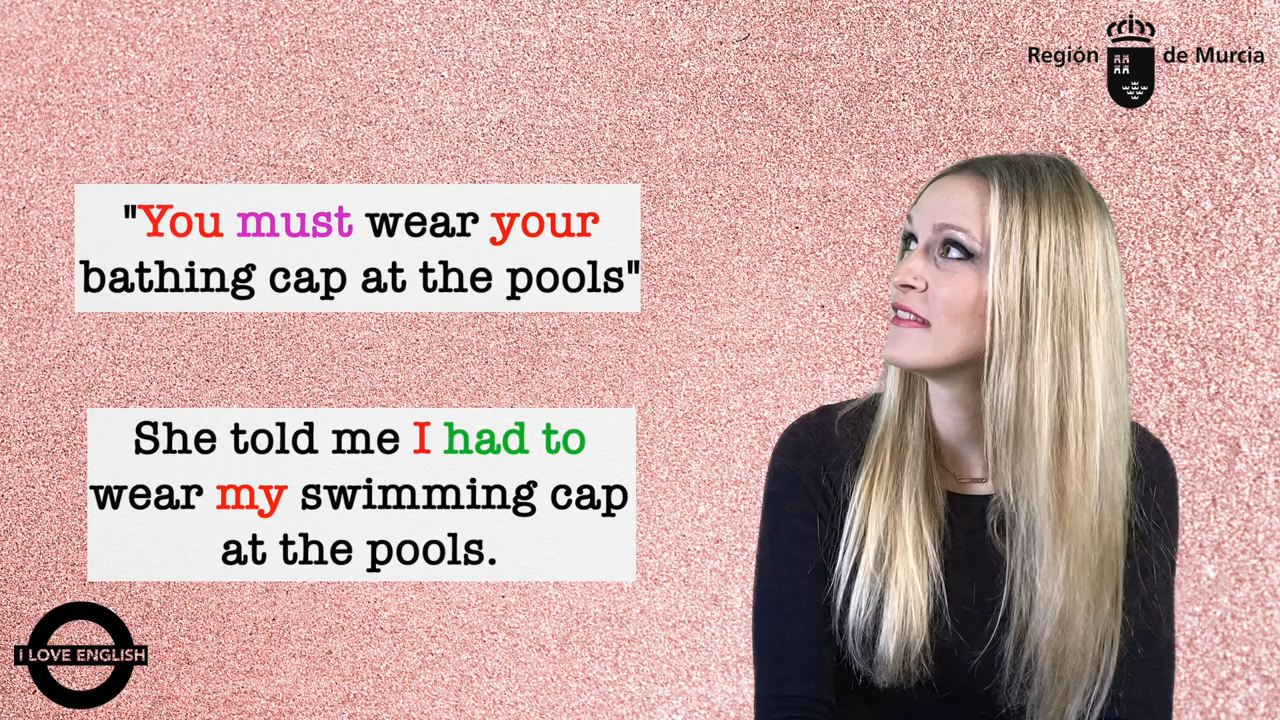 Región de Murcia
"You must wear your
bathing cap at the pools"
She told me I had to
wear my swimming cap
at the pools.
I LOVE ENGLISH